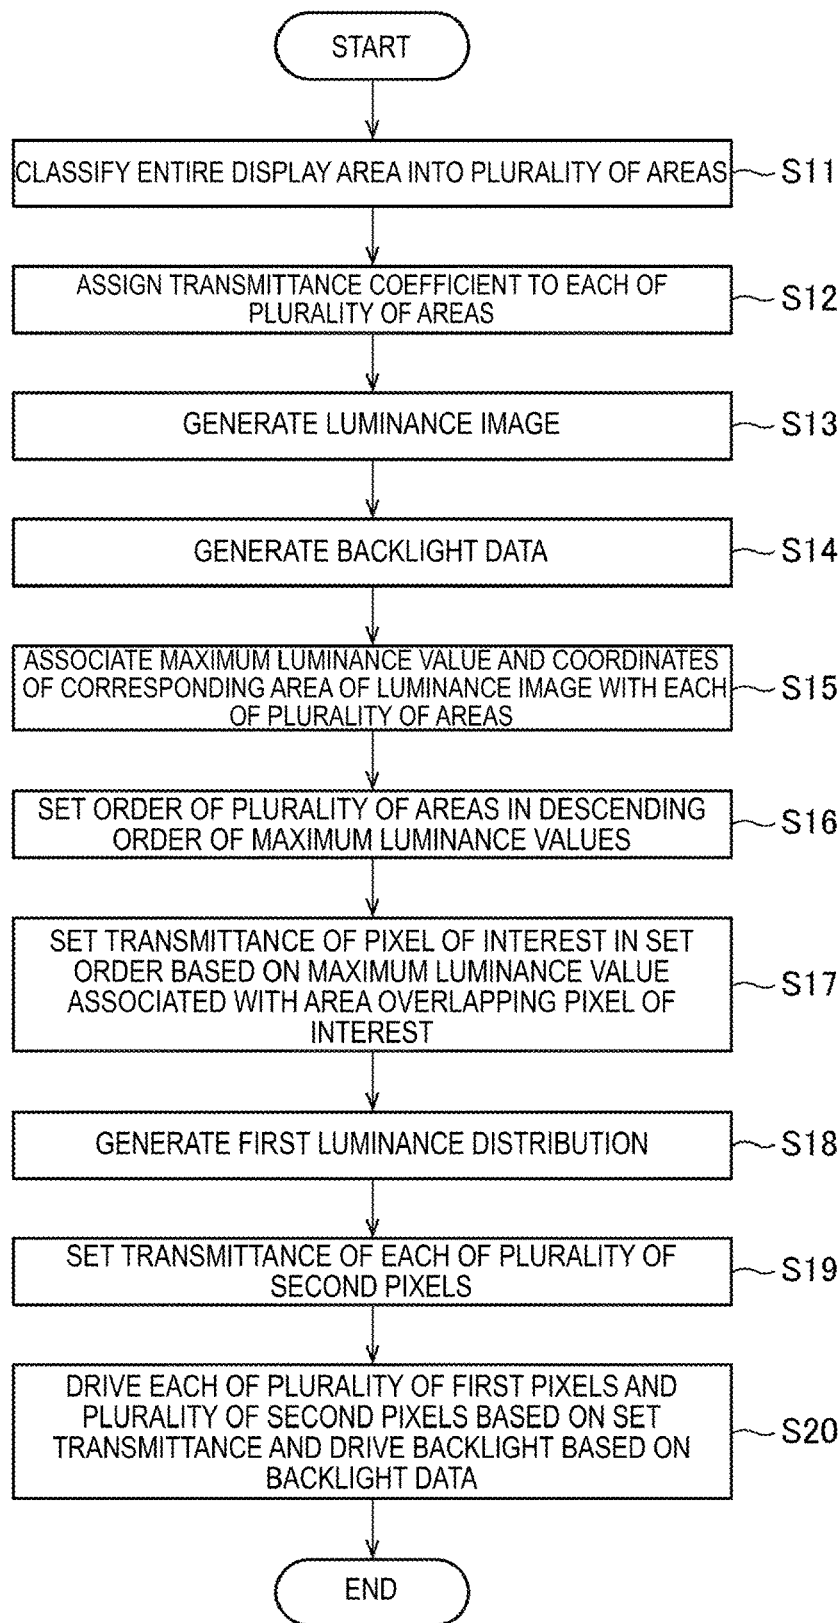 START
CLASSIFY ENTIRE DISPLAY AREA INTO PLURALITY OF AREAS
S11
ASSIGN TRANSMITTANCE COEFFICIENT TO EACH OF
PLURALITY OF AREAS
S12
GENERATE LUMINANCE IMAGE
S13
GENERATE BACKLIGHT DATA
S14
ASSOCIATE MAXIMUM LUMINANCE VALUE AND COORDINATES
OF CORRESPONDING AREA OF LUMINANCE IMAGE WITH EACH
OF PLURALITY OF AREAS
S15
SET ORDER OF PLURALITY OF AREAS IN DESCENDING
ORDER OF MAXIMUM LUMINANCE VALUES
S16
SET TRANSMITTANCE OF PIXEL OF INTEREST IN SET
ORDER BASED ON MAXIMUM LUMINANCE VALUE
ASSOCIATED WITH AREA OVERLAPPING PIXEL OF
INTEREST
S17
GENERATE FIRST LUMINANCE DISTRIBUTION
S18
SET TRANSMITTANCE OF EACH OF PLURALITY OF
SECOND PIXELS
S19
DRIVE EACH OF PLURALITY OF FIRST PIXELS AND
PLURALITY OF SECOND PIXELS BASED ON SET
TRANSMITTANCE AND DRIVE BACKLIGHT BASED ON
BACKLIGHT DATA
S20
END